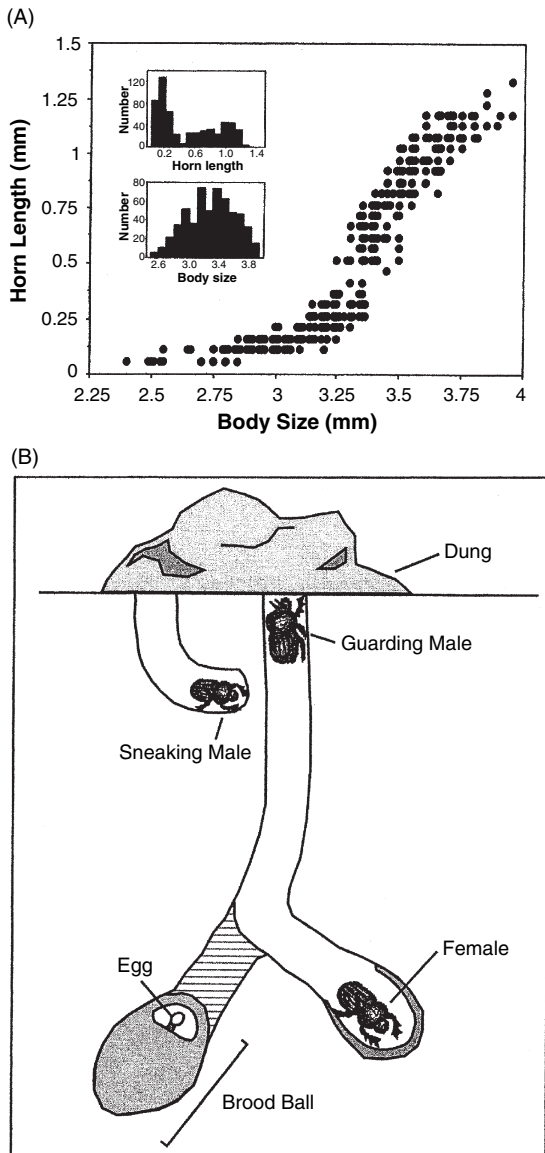 (A)
1.5
1.25
1
0.75
0.5
0.25
0
Horn Length (mm)
2.25 2.5 2.75 3 3.25 3.5 3.75 4
Body Size (mm)
Number
120
80
40
0
0.2 0.6 1.0 1.4
Horn length
Number
80
60
40
20
0
2.6 3.0 3.4 3.8
Body size
(B)
Dung
Guarding Male
Sneaking Male
Egg
Female
Brood Ball